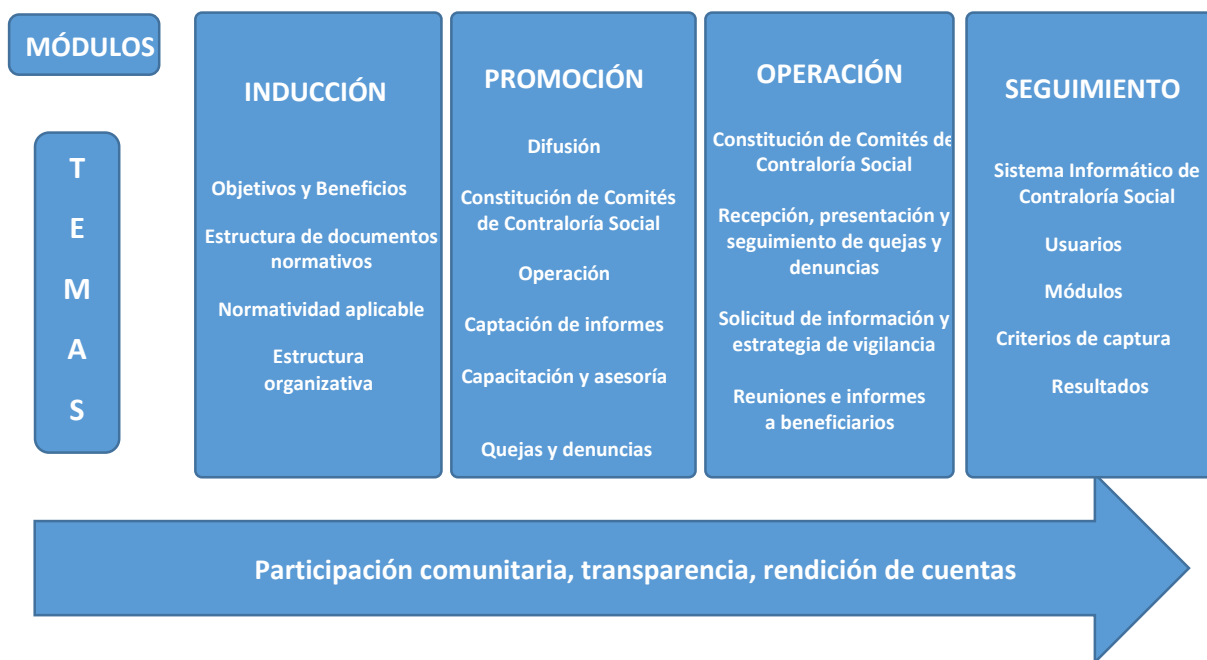 MÓDULOS
T
E
M
A
S
INDUCCIÓN
Objetivos y Beneficios
Estructura de documentos
normativos
Normatividad aplicable
Estructura
organizativa
PROMOCIÓN
Difusión
Constitución de Comités
de Contraloría Social
Operación
Captación de informes
Capacitación y asesoría
Quejas y denuncias
OPERACIÓN
Constitución de Comités de
Contraloría Social
Recepción, presentación y
seguimiento de quejas y
denuncias
Solicitud de información y
estrategia de vigilancia
Reuniones e informes
a beneficiarios
SEGUIMIENTO
Sistema Informático de
Contraloría Social
Usuarios
Módulos
Criterios de captura
Resultados
Participación comunitaria, transparencia, rendición de cuentas